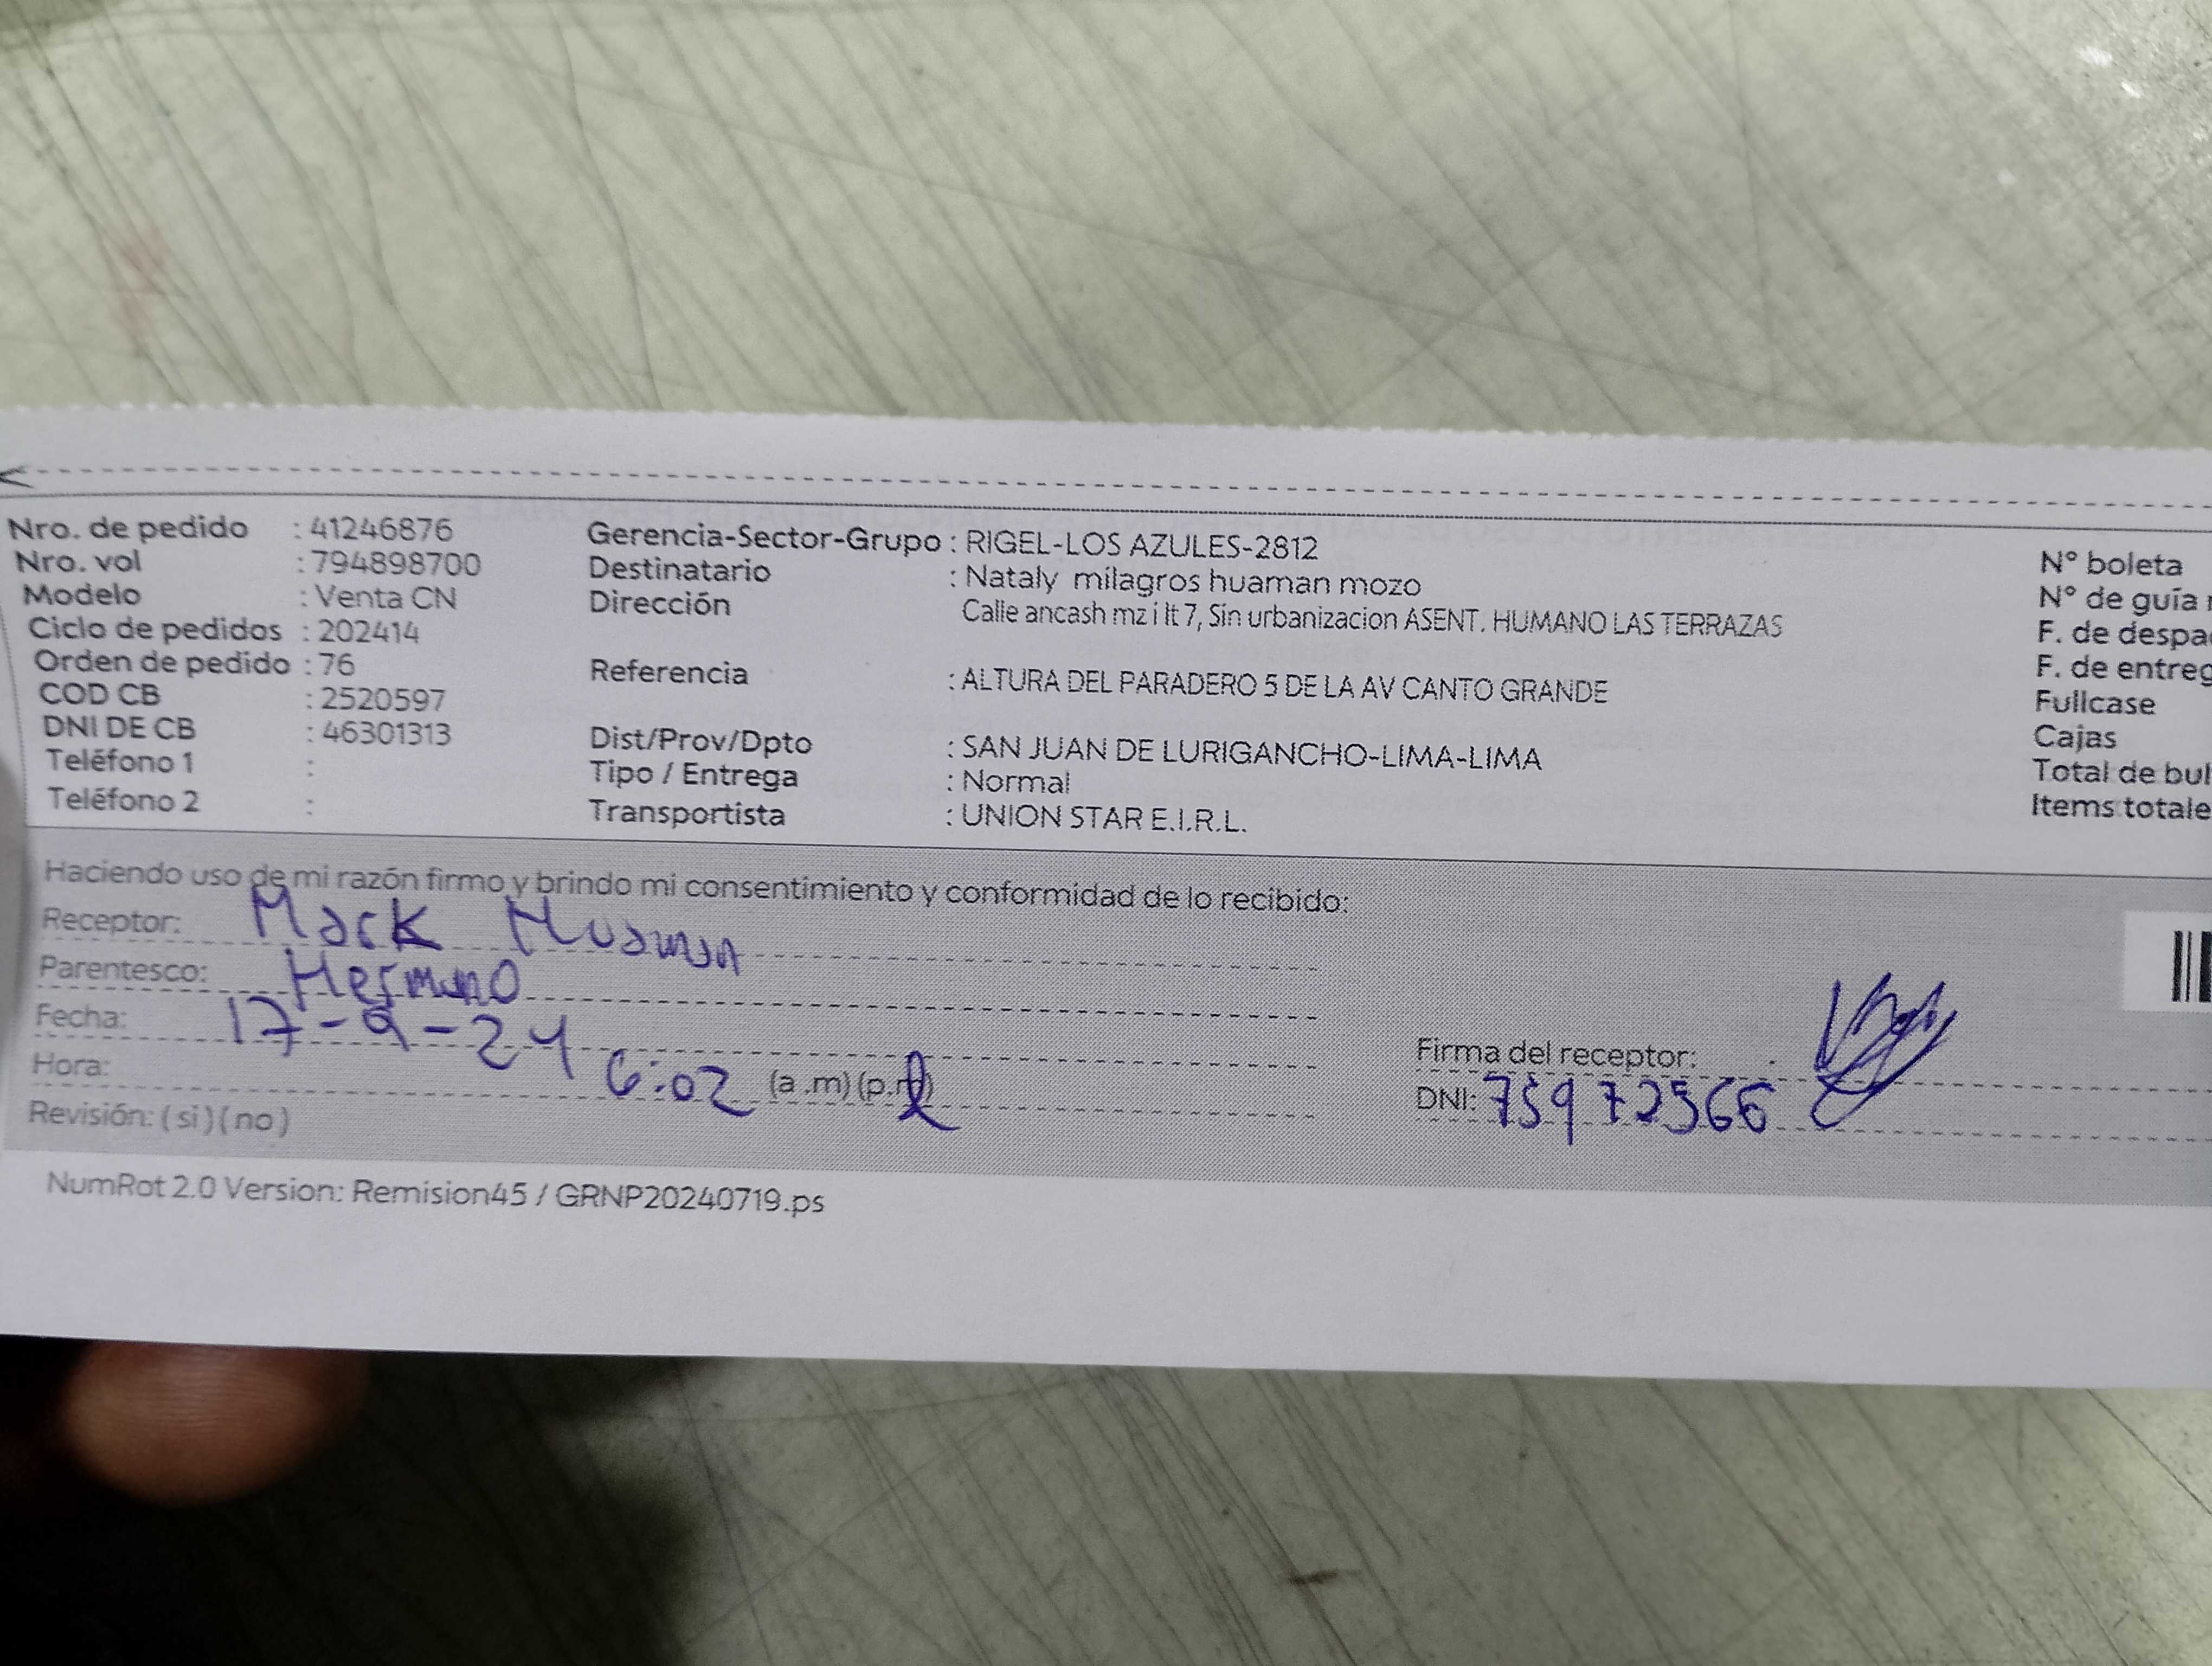 Nro. de pedido : 41246876
Nro. vol : 794898700
Modelo : Venta CN
Ciclo de pedidos : 202414
Orden de pedido : 76
COD CB : 2520597
DNI DE CB : 46301313
Teléfono 1 :
Teléfono 2 :
Gerencia-Sector-Grupo : RIGEL-LOS AZULES-2812
Destinatario : Nataly milagros huaman mozo
Dirección Calle ancash mz i lt 7, Sin urbanizacion ASENT. HUMANO LAS TERRAZAS
Referencia : ALTURA DEL PARADERO 5 DE LA AV CANTO GRANDE
Dist/Prov/Dpto : SAN JUAN DE LURIGANCHO-LIMA-LIMA
Tipo / Entrega : Normal
Transportista : UNION STAR E.I.R.L.
N° boleta
N° de guía
F. de despa
F. de entreg
Fullcase
Cajas
Total de bul
Items totale
Haciendo uso de mi razón firmo y brindo mi consentimiento y conformidad de lo recibido:
Receptor: Mark Huaman
Parentesco: Hermano
Fecha: 17-9-24
Hora: 6:02 (a.m)(p.m)
Revisión: (si)(no)
Firma del receptor:
DNI: 75972566
NumRot 2.0 Version: Remision45 / GRNP20240719.ps